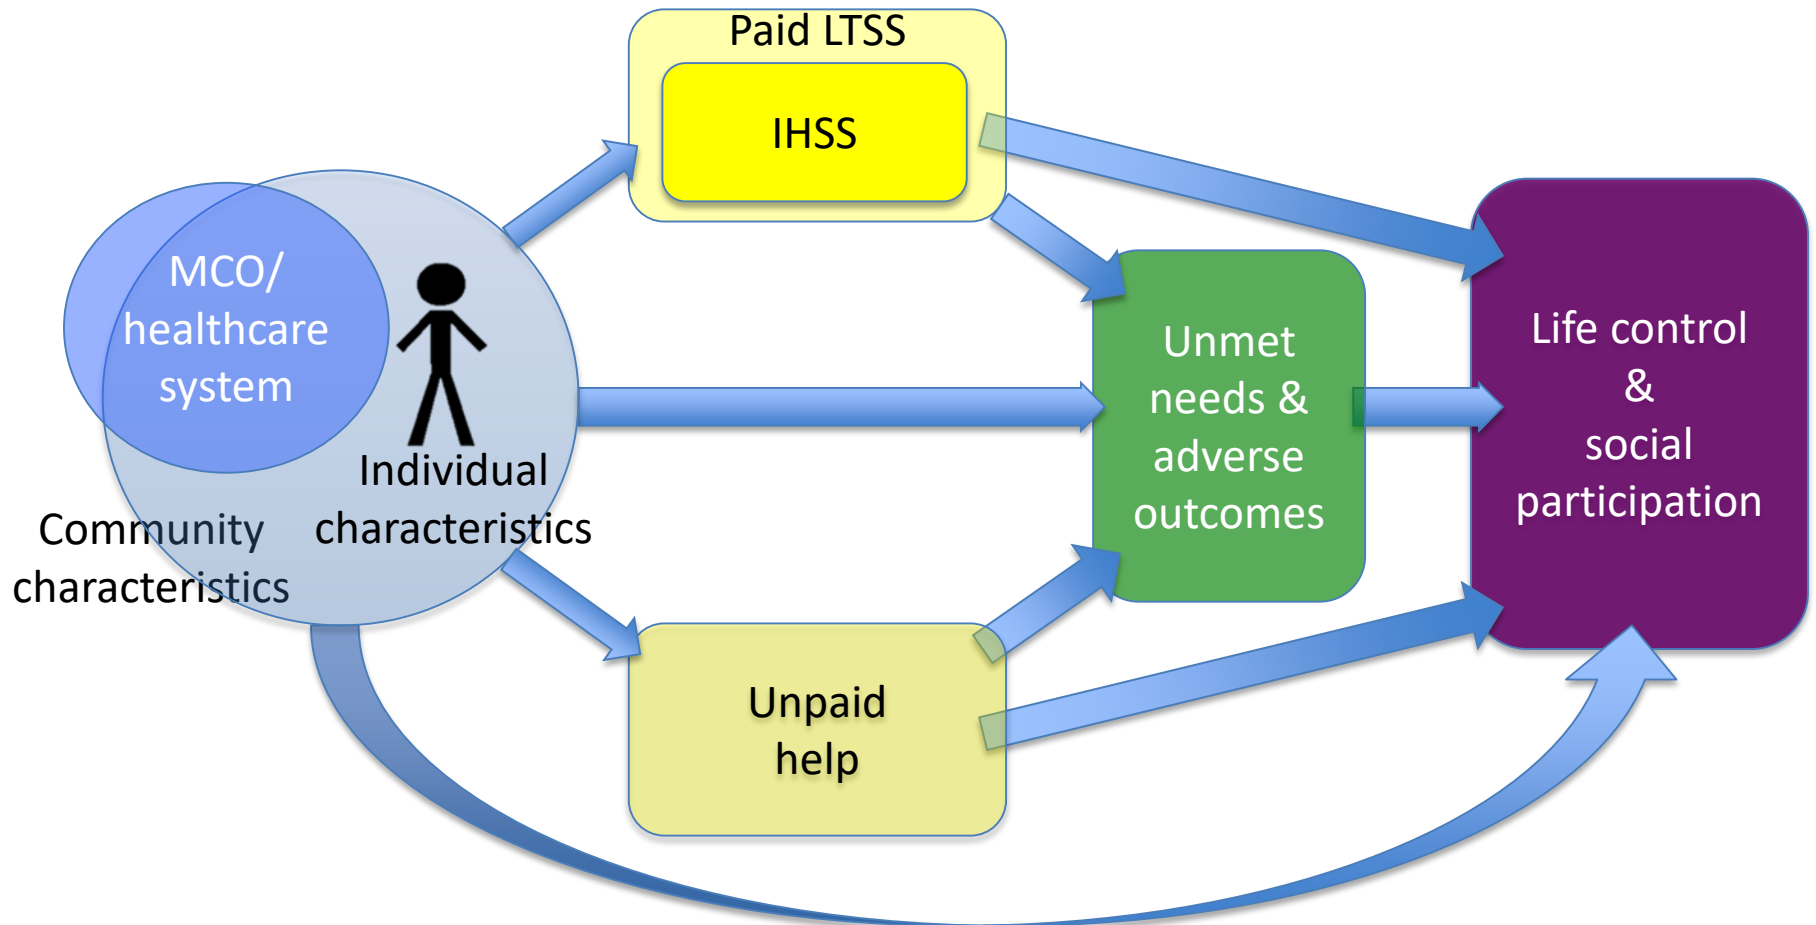 Paid LTSS
IHSS
MCO/
healthcare
system
Individual
characteristics
Community
characteristics
Unpaid
help
Unmet
needs &
adverse
outcomes
Life control
&
social
participation